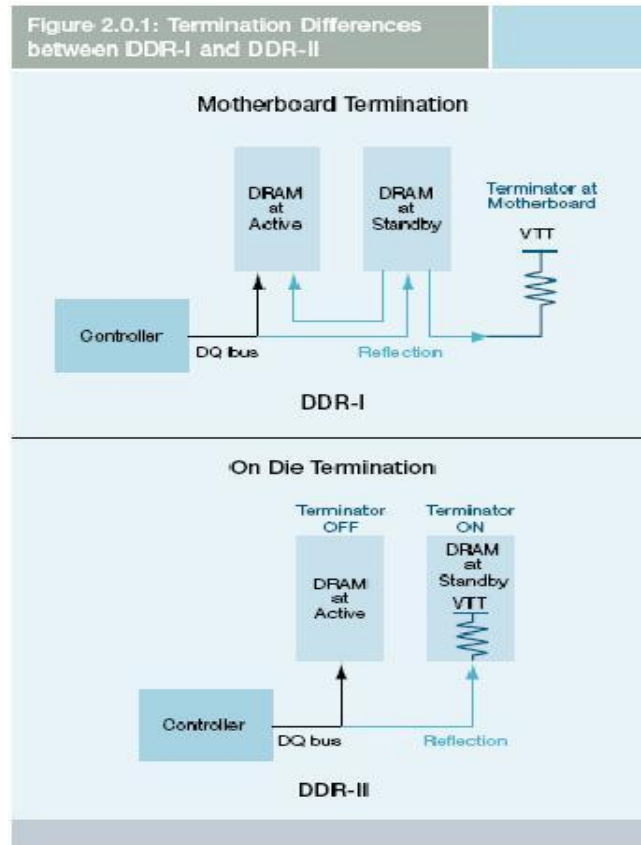 Figure 2.0.1: Termination Differences
between DDR-I and DDR-II
Motherboard Termination
DRAM
at
Active
DRAM
at
Standby
Terminator at
Motherboard
VTT
Controller
DQ bus
Reflection
DDR-I
On Die Termination
Terminator
OFF
Terminator
ON
DRAM
at
Active
DRAM
at
Standby
VTT
Controller
DQ bus
Reflection
DDR-II